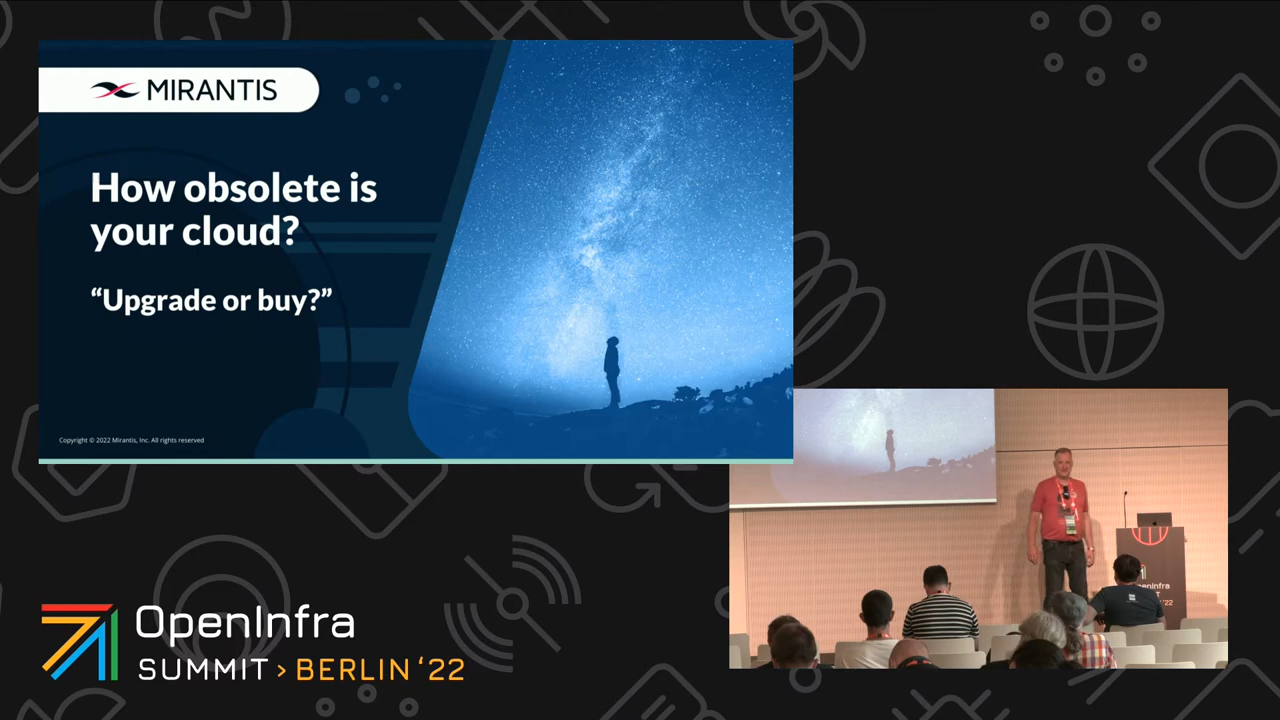 MIRANTIS
How obsolete is
your cloud?
“Upgrade or buy?”
Copyright © 2022 Mirantis, Inc. All rights reserved
OpenInfra
SUMMIT > BERLIN ‘22